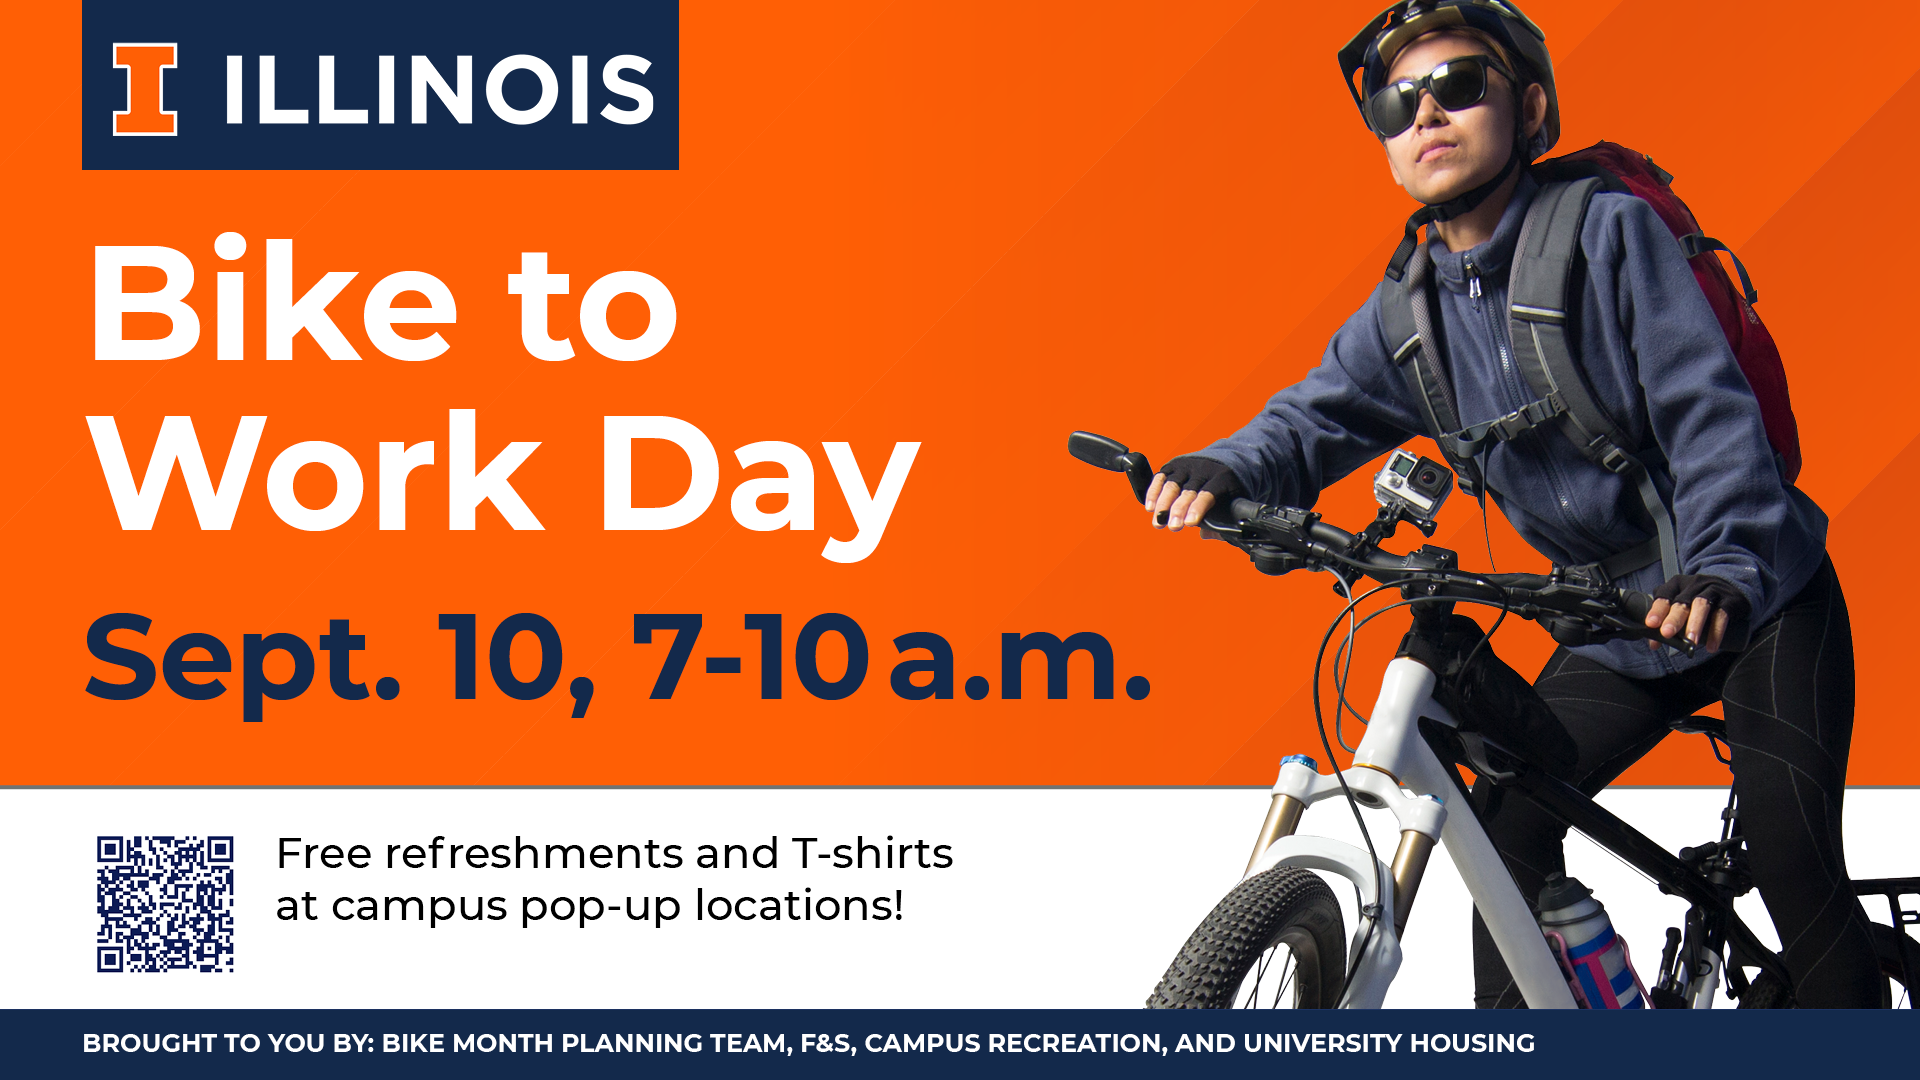 I ILLINOIS
Bike to
Work Day
Sept. 10, 7-10 a.m.
Free refreshments and T-shirts
at campus pop-up locations!
BROUGHT TO YOU BY: BIKE MONTH PLANNING TEAM, F&S, CAMPUS RECREATION, AND UNIVERSITY HOUSING